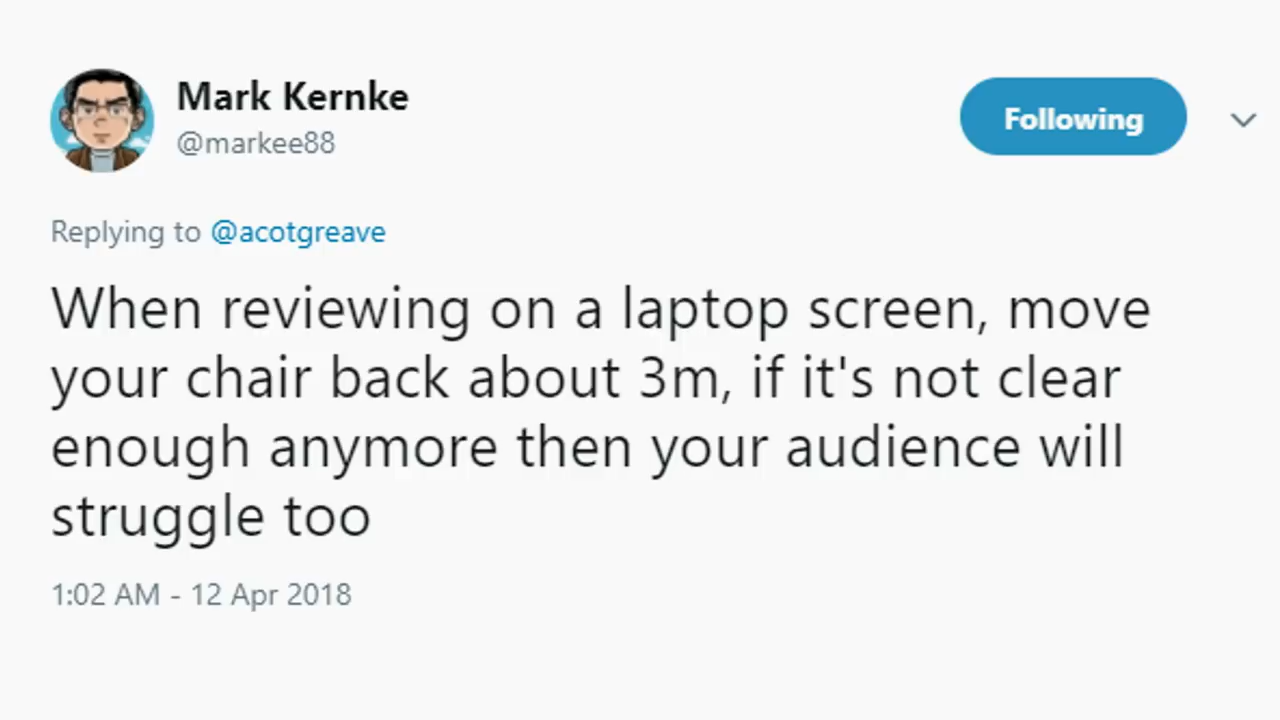 Mark Kernke
@markee88
Following
Replying to @acotgreave
When reviewing on a laptop screen, move
your chair back about 3m, if it's not clear
enough anymore then your audience will
struggle too
1:02 AM - 12 Apr 2018